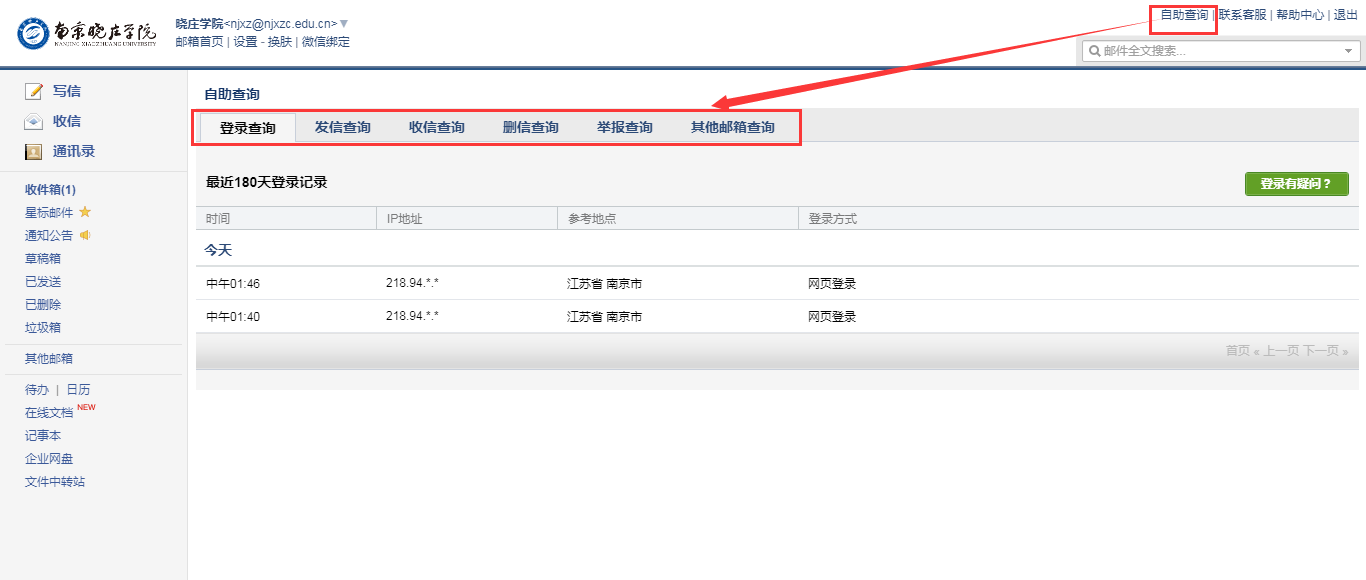 南京晓庄学院
NANJING XIAOZHUANG UNIVERSITY
晓庄学院<njxz@njxzc.edu.cn>
邮箱首页 | 设置 - 换肤 | 微信绑定
自助查询 | 联系客服 | 帮助中心 | 退出
邮件全文搜索...
写信
收信
通讯录
收件箱(1)
星标邮件
通知公告
草稿箱
已发送
已删除
垃圾箱
其他邮箱
待办 | 日历
在线文档 NEW
记事本
企业网盘
文件中转站
自助查询
登录查询 发信查询 收信查询 删信查询 举报查询 其他邮箱查询
最近180天登录记录
登录有疑问？
时间 IP地址 参考地点 登录方式
今天
中午01:46 218.94.*.* 江苏省 南京市 网页登录
中午01:40 218.94.*.* 江苏省 南京市 网页登录
首页 « 上一页 下一页 »